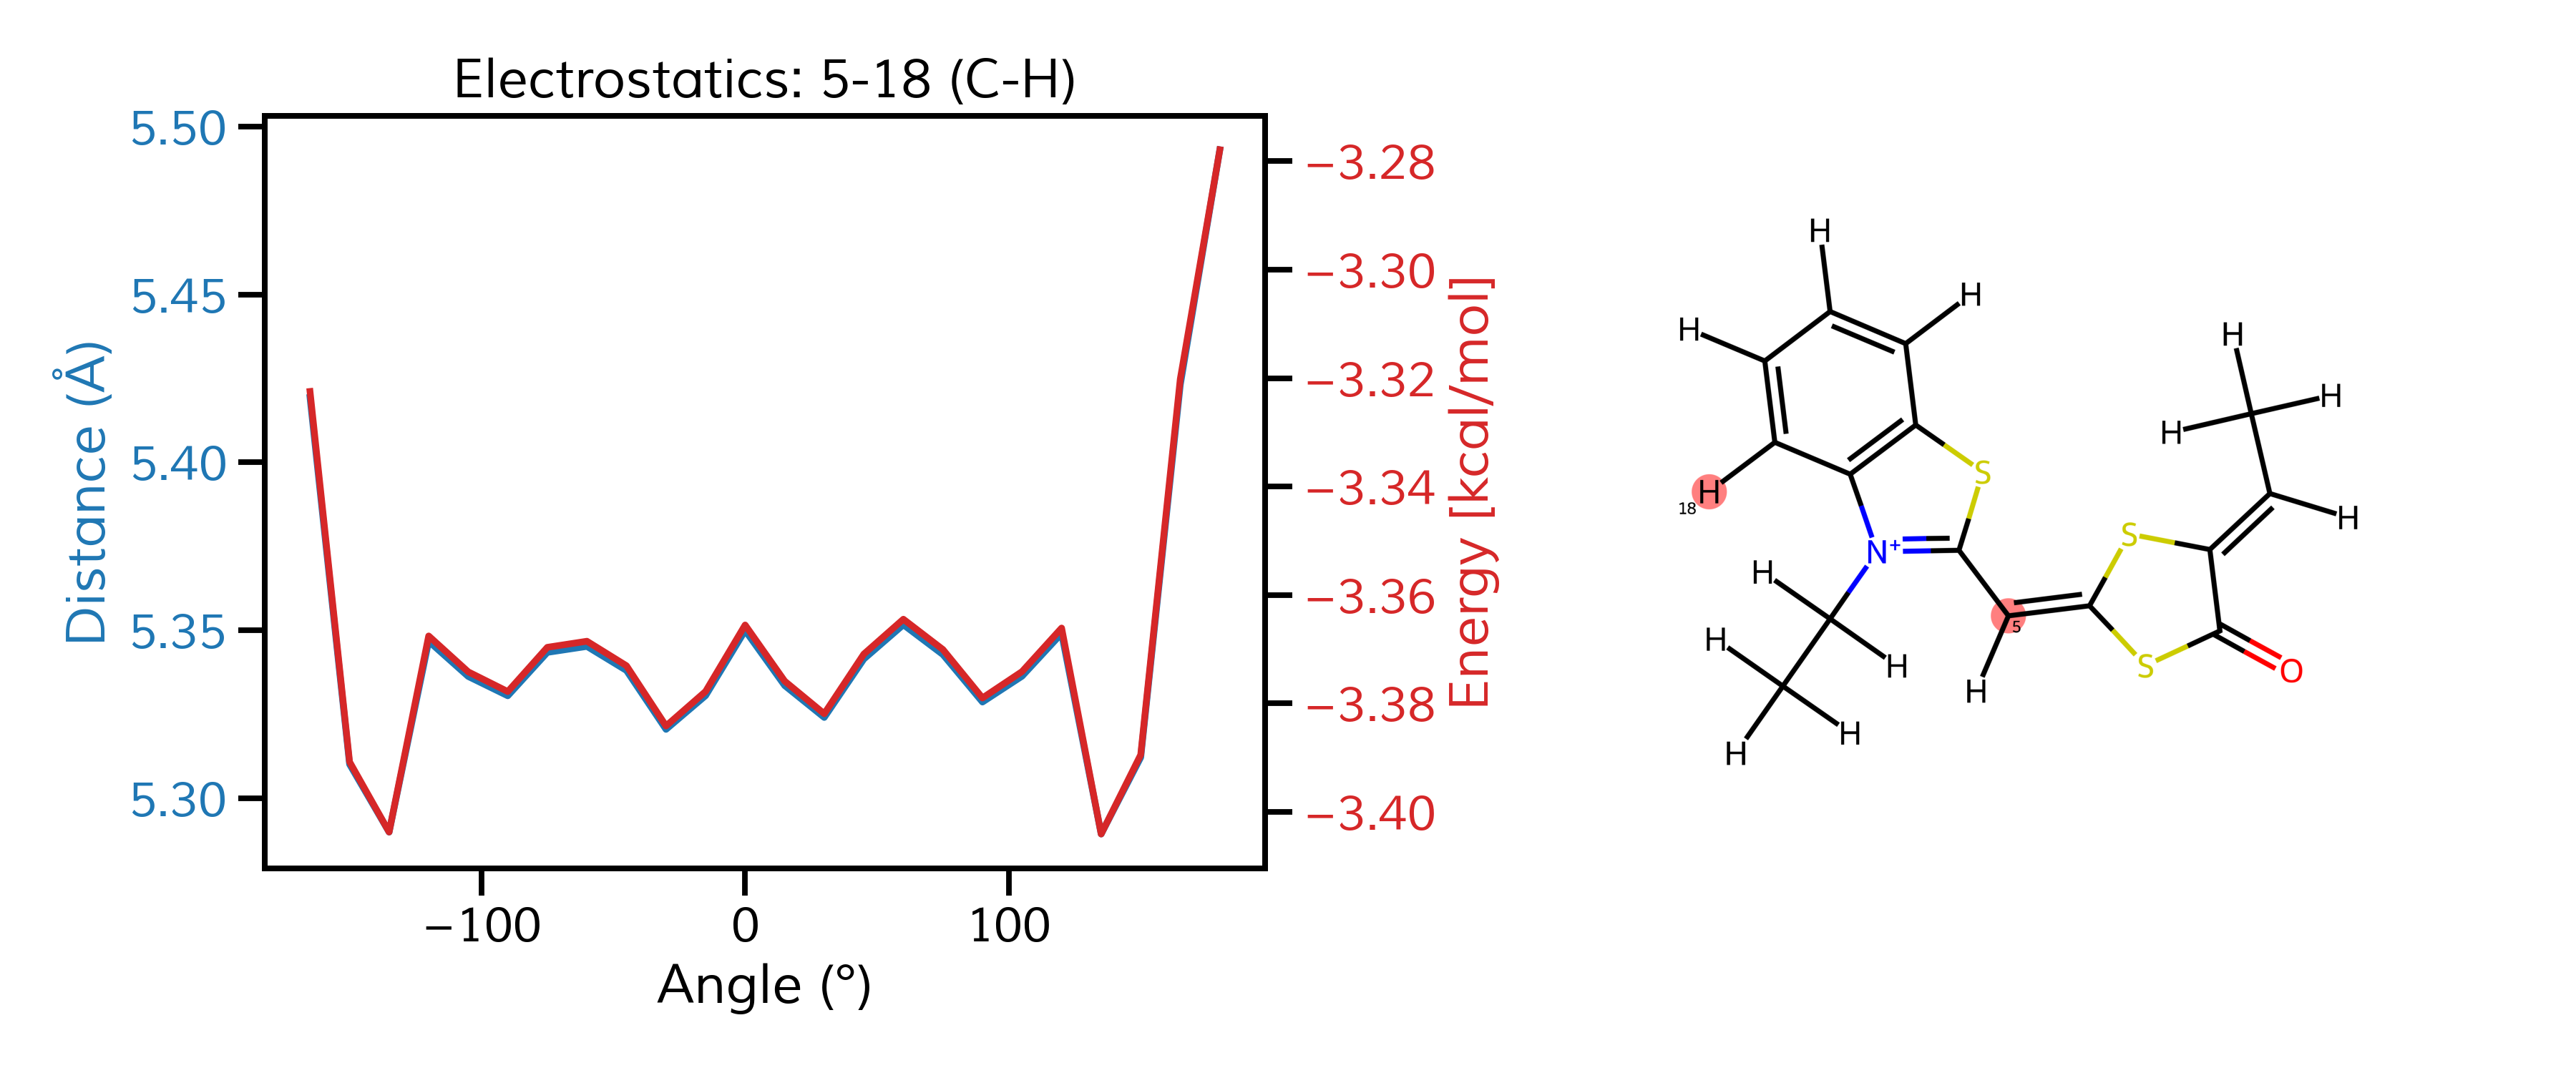 Electrostatics: 5-18 (C-H)
5.50
5.45
5.40
5.35
5.30
Distance (Å)
−3.28
−3.30
−3.32
−3.34
−3.36
−3.38
−3.40
Energy [kcal/mol]
−100
0
100
Angle (°)
H
H
H
H
H
H
S
H
18
S
H
N⁺
H
5
H
S
O
H
H
H
H
H